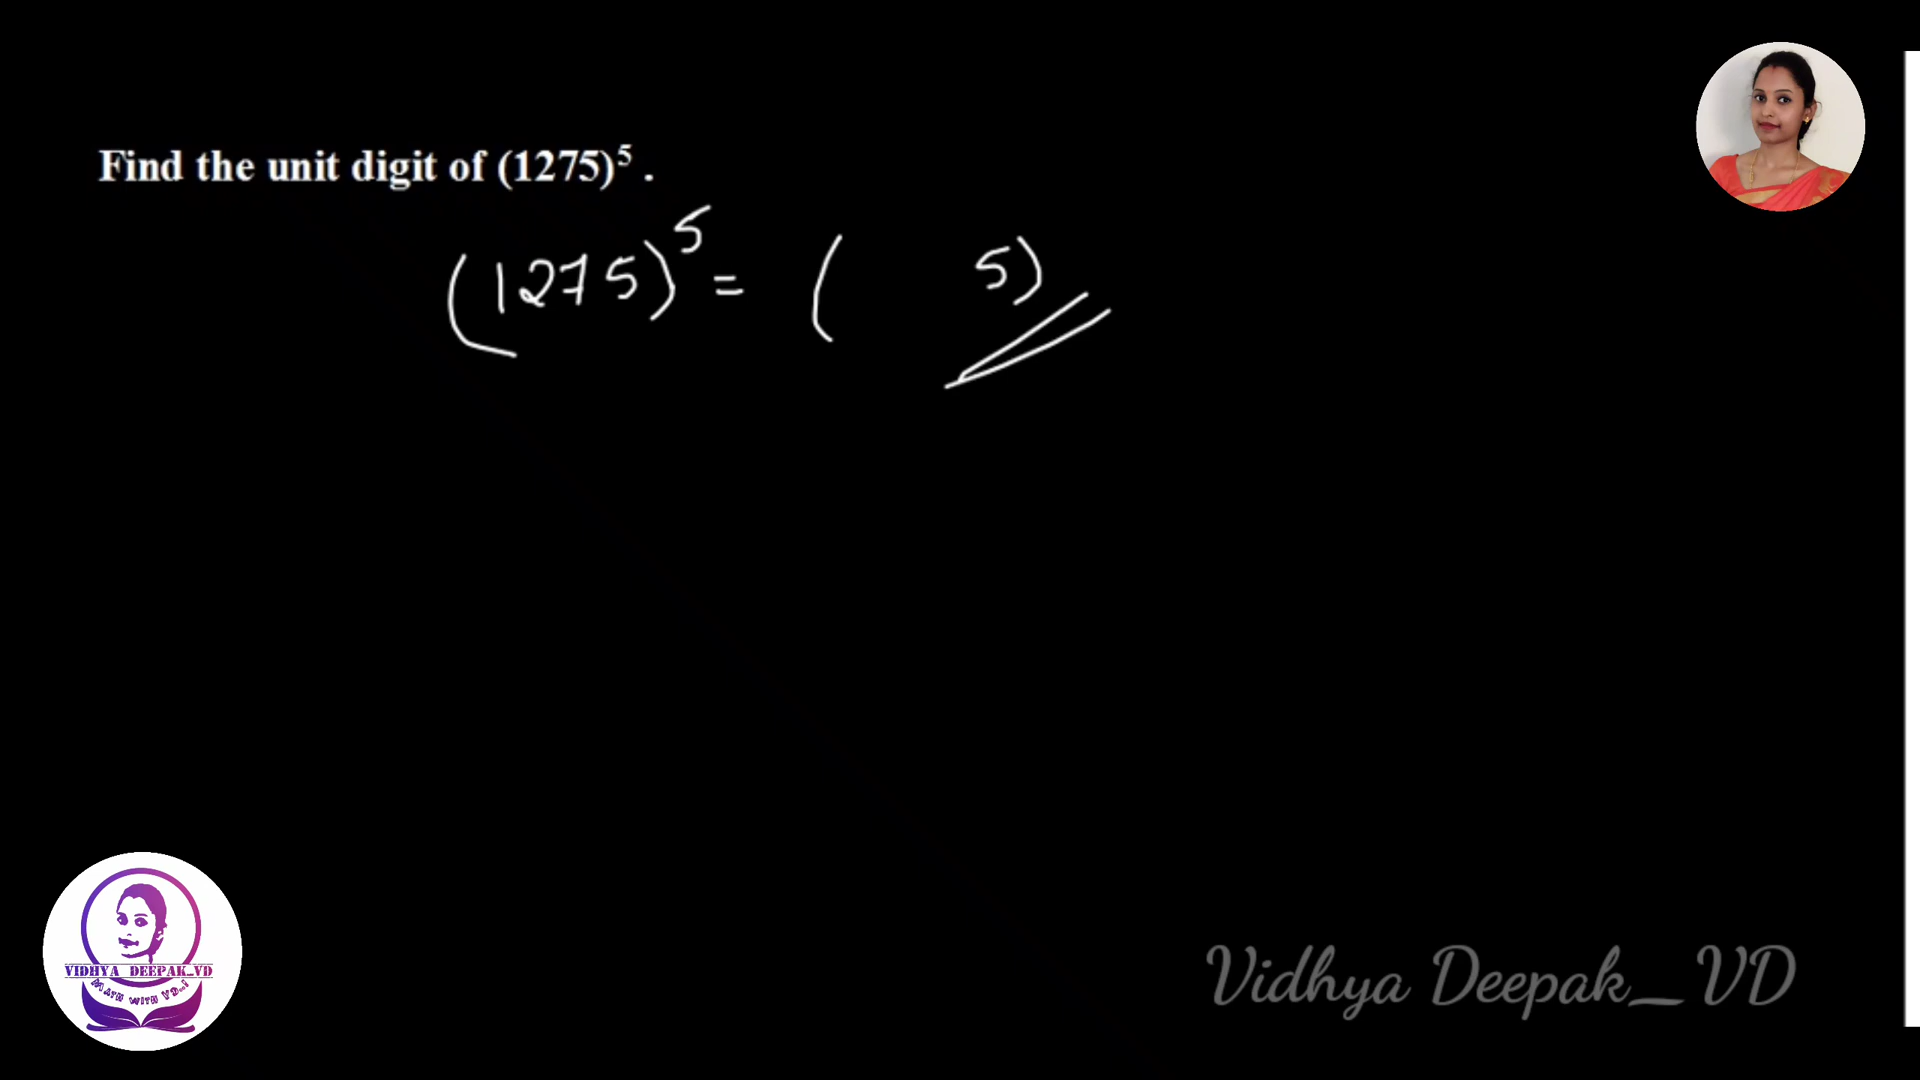 Find the unit digit of (1275)⁵ .
(1275)⁵ = ( 5)
VIDHYA DEEPAK_VD
MATH WITH VD..!
Vidhya Deepak_VD